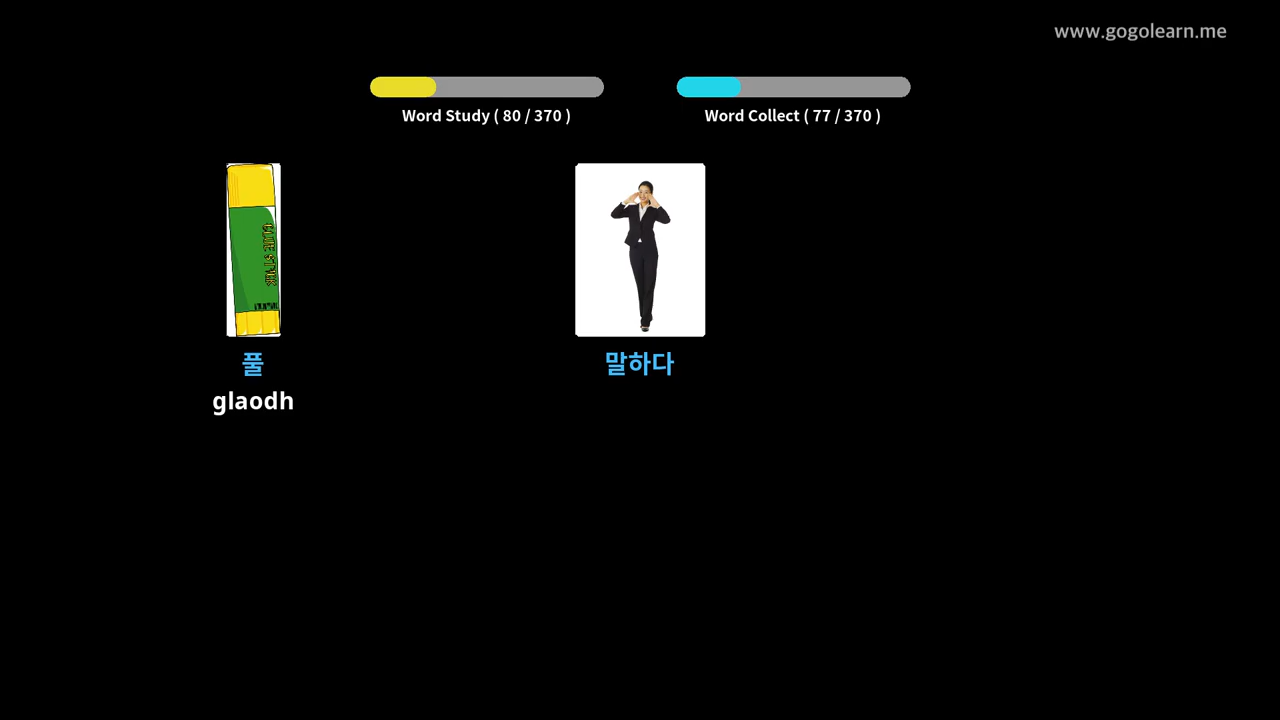 www.gogolearn.me
Word Study ( 80 / 370 )
Word Collect ( 77 / 370 )
풀
glaodh
말하다